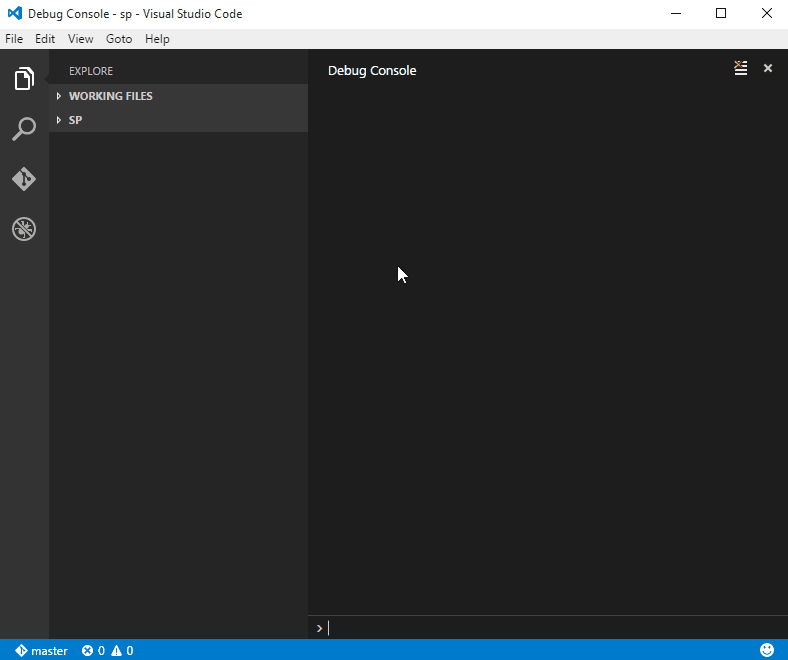 Debug Console - sp - Visual Studio Code
File Edit View Goto Help
EXPLORE
WORKING FILES
SP
Debug Console
>
master 0 0